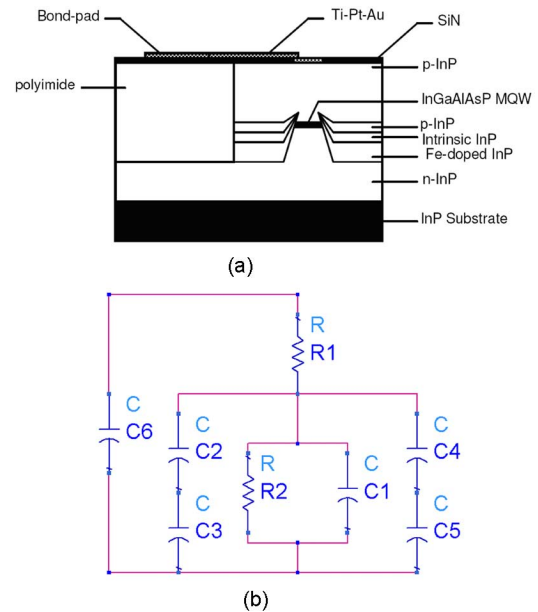 Bond-pad
Ti-Pt-Au
SiN
p-InP
polyimide
InGaAlAsP MQW
p-InP
Intrinsic InP
Fe-doped InP
n-InP
InP Substrate
(a)
R
R1
C
C6
C
C2
R
R2
C
C1
C
C4
C
C3
C
C5
(b)